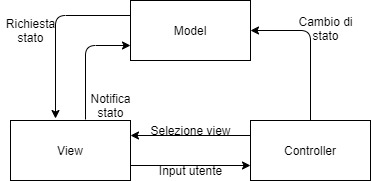 Richiesta
stato
Model
Cambio di
stato
Notifica
stato
Selezione view
View
Controller
Input utente